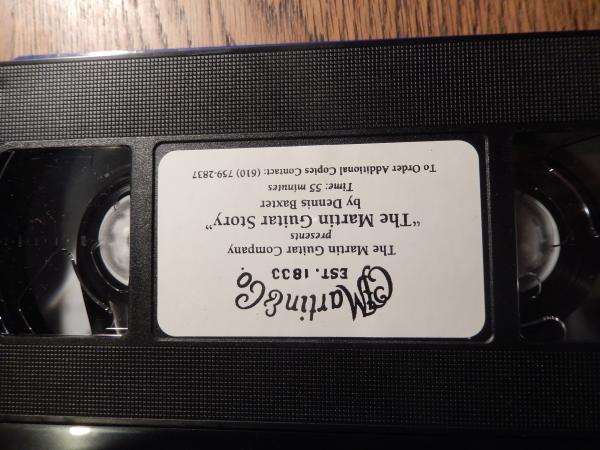 CF Martin & Co.
EST. 1833
The Martin Guitar Company
presents
"The Martin Guitar Story"
by Dennis Baxter
Time: 55 minutes
To Order Additional Copies Contact: (610) 759-2837